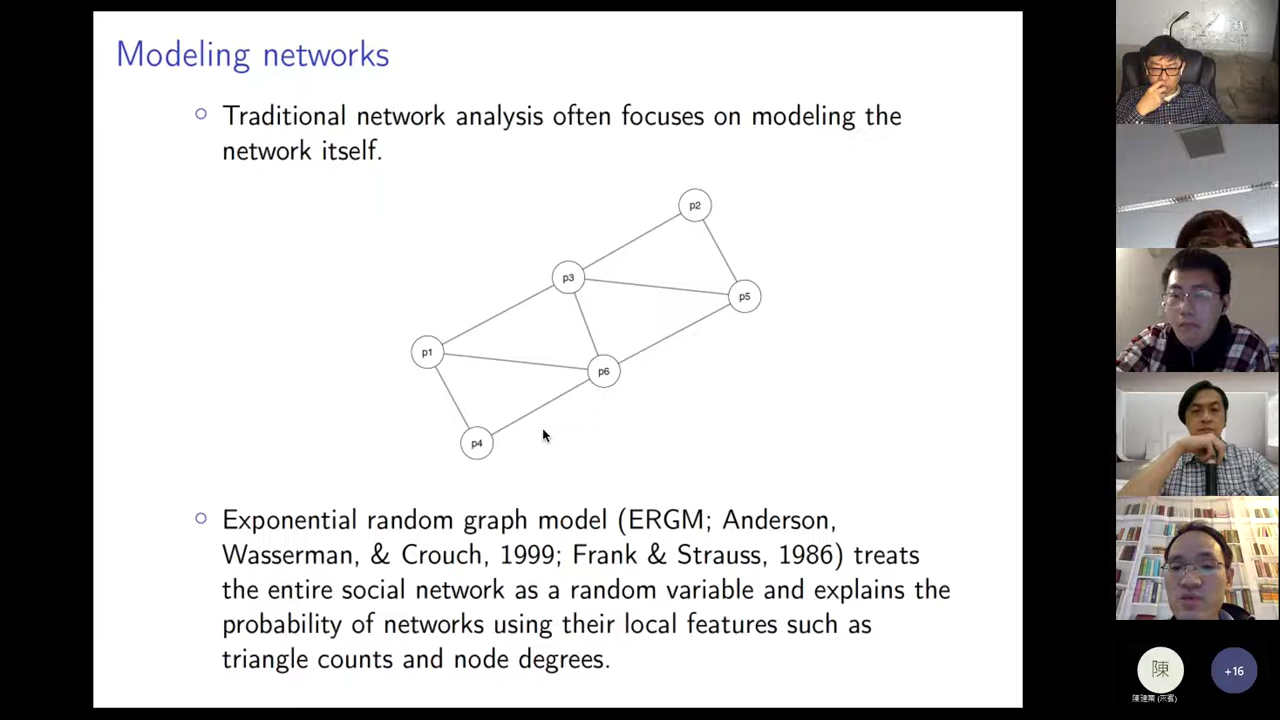 Modeling networks
Traditional network analysis often focuses on modeling the
network itself.
p2
p3
p5
p1
p6
p4
Exponential random graph model (ERGM; Anderson,
Wasserman, & Crouch, 1999; Frank & Strauss, 1986) treats
the entire social network as a random variable and explains the
probability of networks using their local features such as
triangle counts and node degrees.
陳
+16